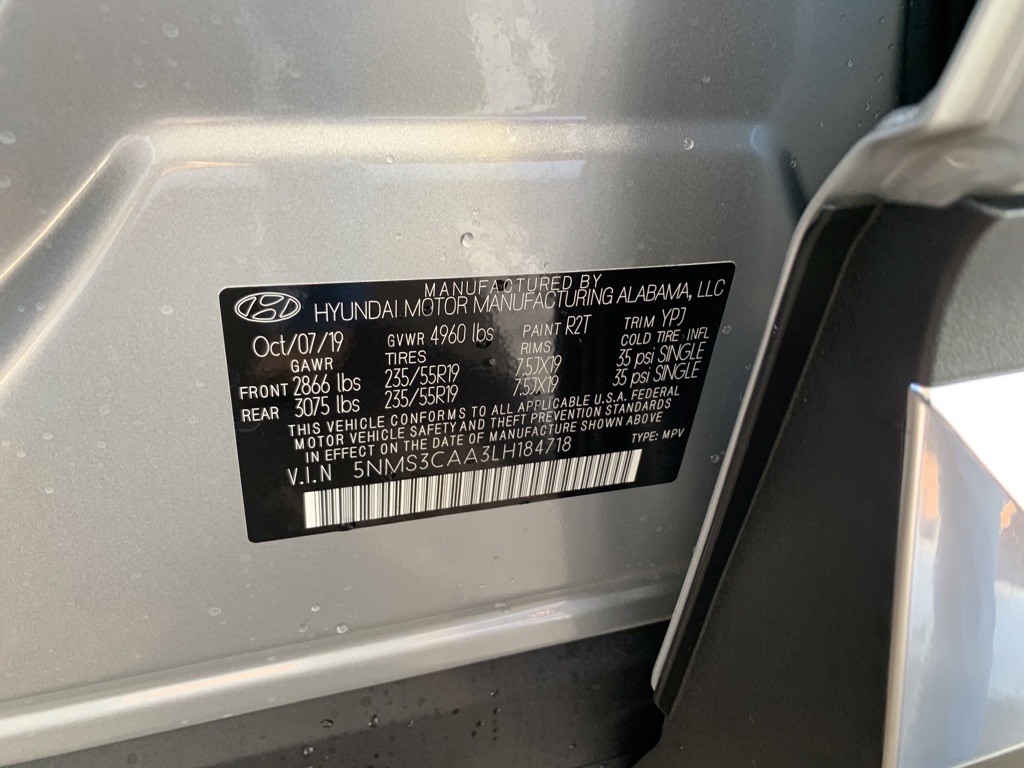 MANUFACTURED BY
HYUNDAI MOTOR MANUFACTURING ALABAMA, LLC
Oct/07/19 GVWR 4960 lbs PAINT R2T TRIM YPJ
GAWR TIRES RIMS COLD TIRE INFL
FRONT 2866 lbs 235/55R19 7.5JX19 35 psi SINGLE
REAR 3075 lbs 235/55R19 7.5JX19 35 psi SINGLE
THIS VEHICLE CONFORMS TO ALL APPLICABLE U.S.A. FEDERAL
MOTOR VEHICLE SAFETY AND THEFT PREVENTION STANDARDS
IN EFFECT ON THE DATE OF MANUFACTURE SHOWN ABOVE
V.I.N 5NMS3CAA3LH184718 TYPE: MPV